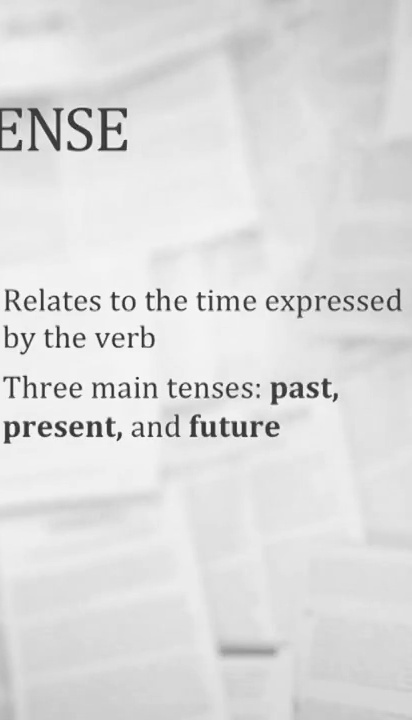 ENSE
Relates to the time expressed
by the verb
Three main tenses: past,
present, and future